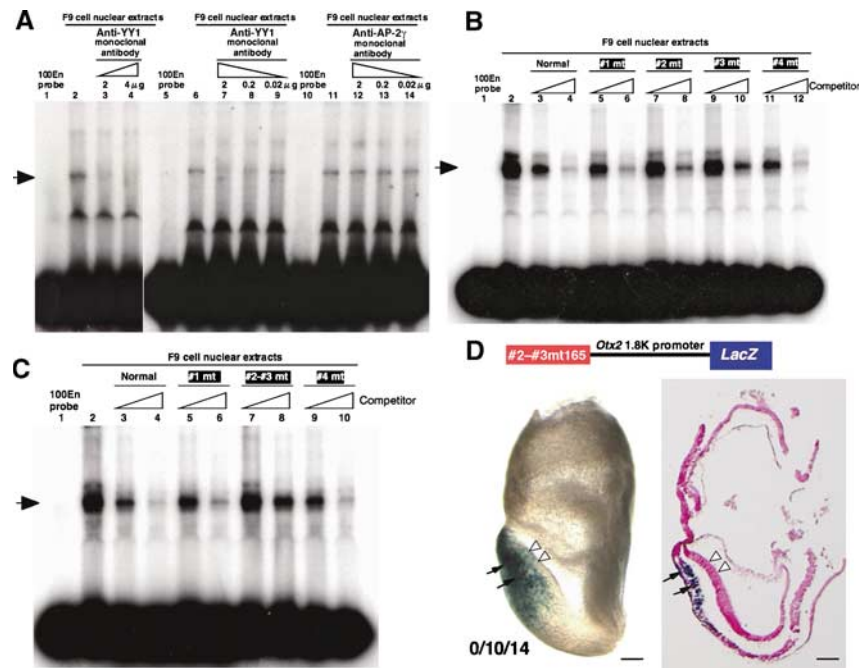 A
F9 cell nuclear extracts
Anti-YY1
monoclonal
antibody
100En
probe
2 4 μg
1 2 3 4
F9 cell nuclear extracts
Anti-YY1
monoclonal
antibody
100En
probe
2 0.2 0.02 μg
5 6 7 8 9
F9 cell nuclear extracts
Anti-AP-2γ
monoclonal
antibody
100En
probe
2 0.2 0.02 μg
10 11 12 13 14
B
F9 cell nuclear extracts
Normal #1 mt #2 mt #3 mt #4 mt
100En
probe
Competitor
1 2 3 4 5 6 7 8 9 10 11 12
C
F9 cell nuclear extracts
Normal #1 mt #2-#3 mt #4 mt
100En
probe
Competitor
1 2 3 4 5 6 7 8 9 10
D
#2-#3mt165 Otx2 1.8K promoter LacZ
0/10/14